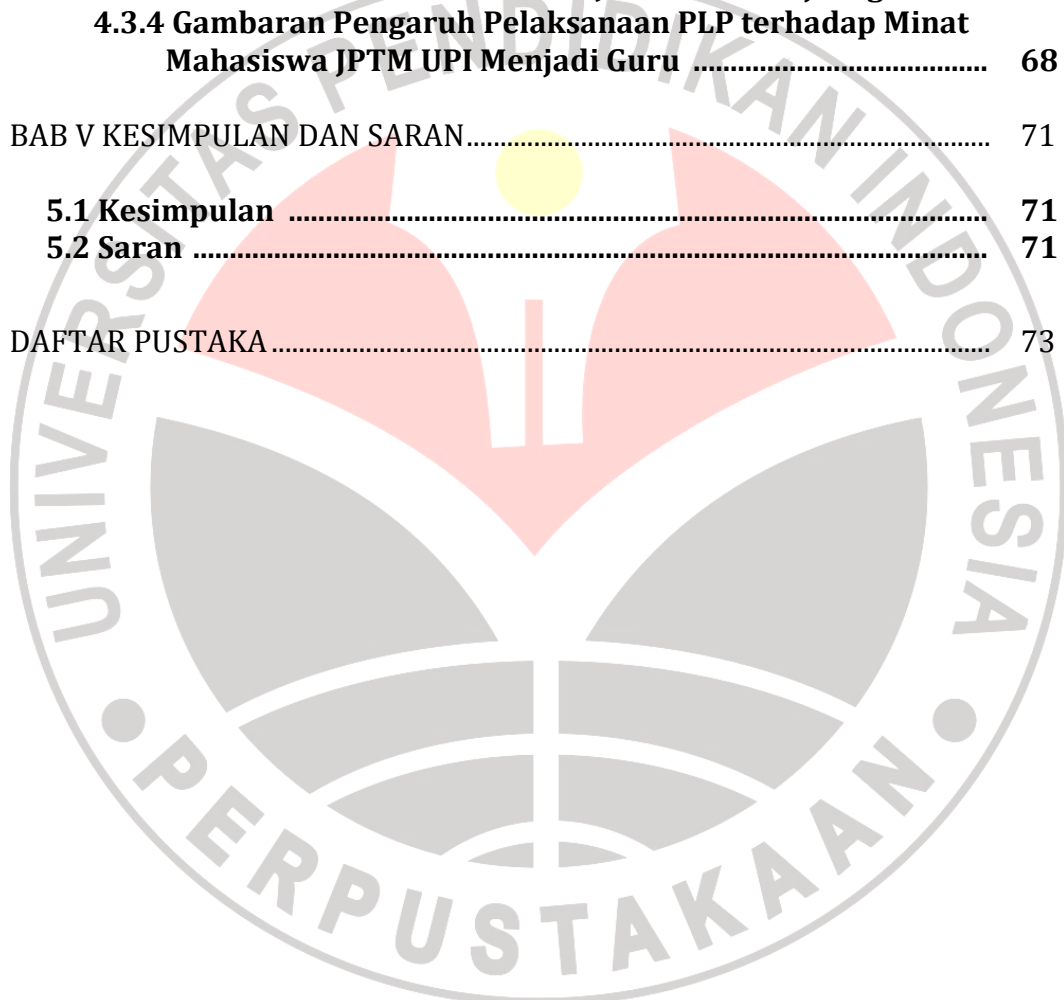 4.3.4 Gambaran Pengaruh Pelaksanaan PLP terhadap Minat
Mahasiswa JPTM UPI Menjadi Guru ........................................ 68
BAB V KESIMPULAN DAN SARAN ........................................ 71
5.1 Kesimpulan ........................................ 71
5.2 Saran ........................................ 71
DAFTAR PUSTAKA ........................................ 73
UNIVERSITAS PENDIDIKAN INDONESIA
PERPUSTAKAAN